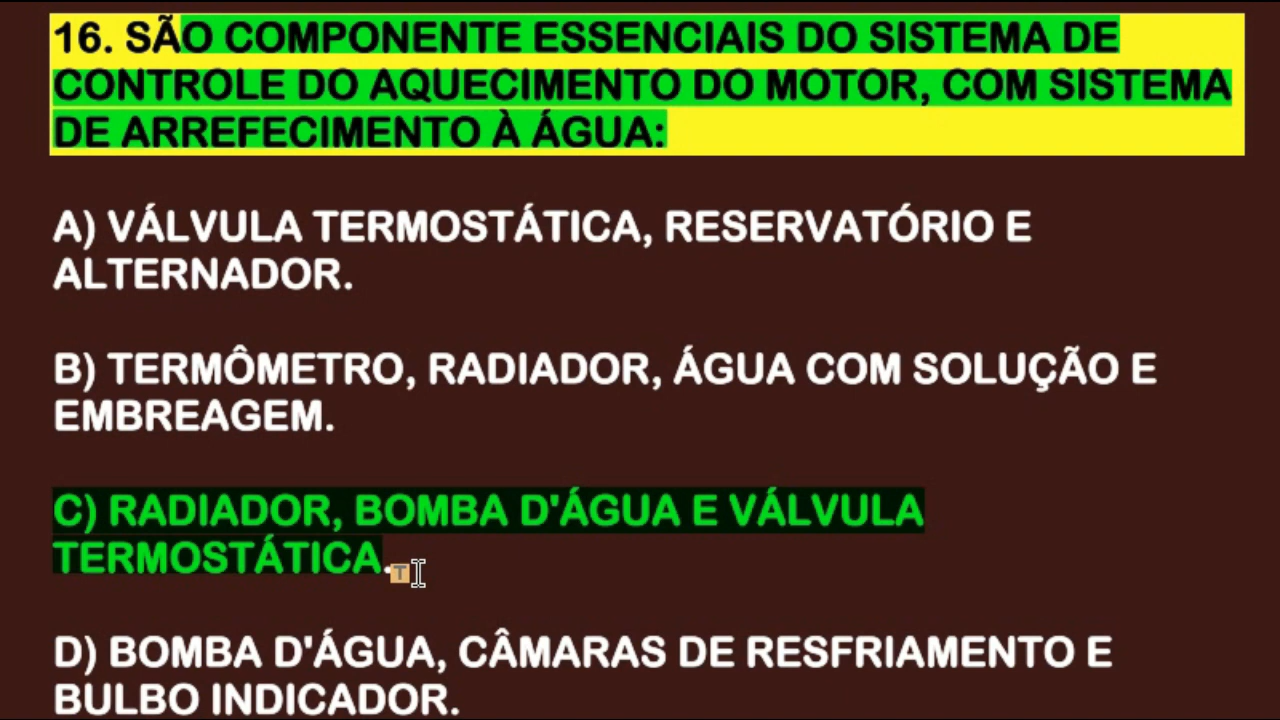 16. SÃO COMPONENTE ESSENCIAIS DO SISTEMA DE
CONTROLE DO AQUECIMENTO DO MOTOR, COM SISTEMA
DE ARREFECIMENTO À ÁGUA:
A) VÁLVULA TERMOSTÁTICA, RESERVATÓRIO E
ALTERNADOR.
B) TERMÔMETRO, RADIADOR, ÁGUA COM SOLUÇÃO E
EMBREAGEM.
C) RADIADOR, BOMBA D'ÁGUA E VÁLVULA
TERMOSTÁTICA.
T
D) BOMBA D'ÁGUA, CÂMARAS DE RESFRIAMENTO E
BULBO INDICADOR.